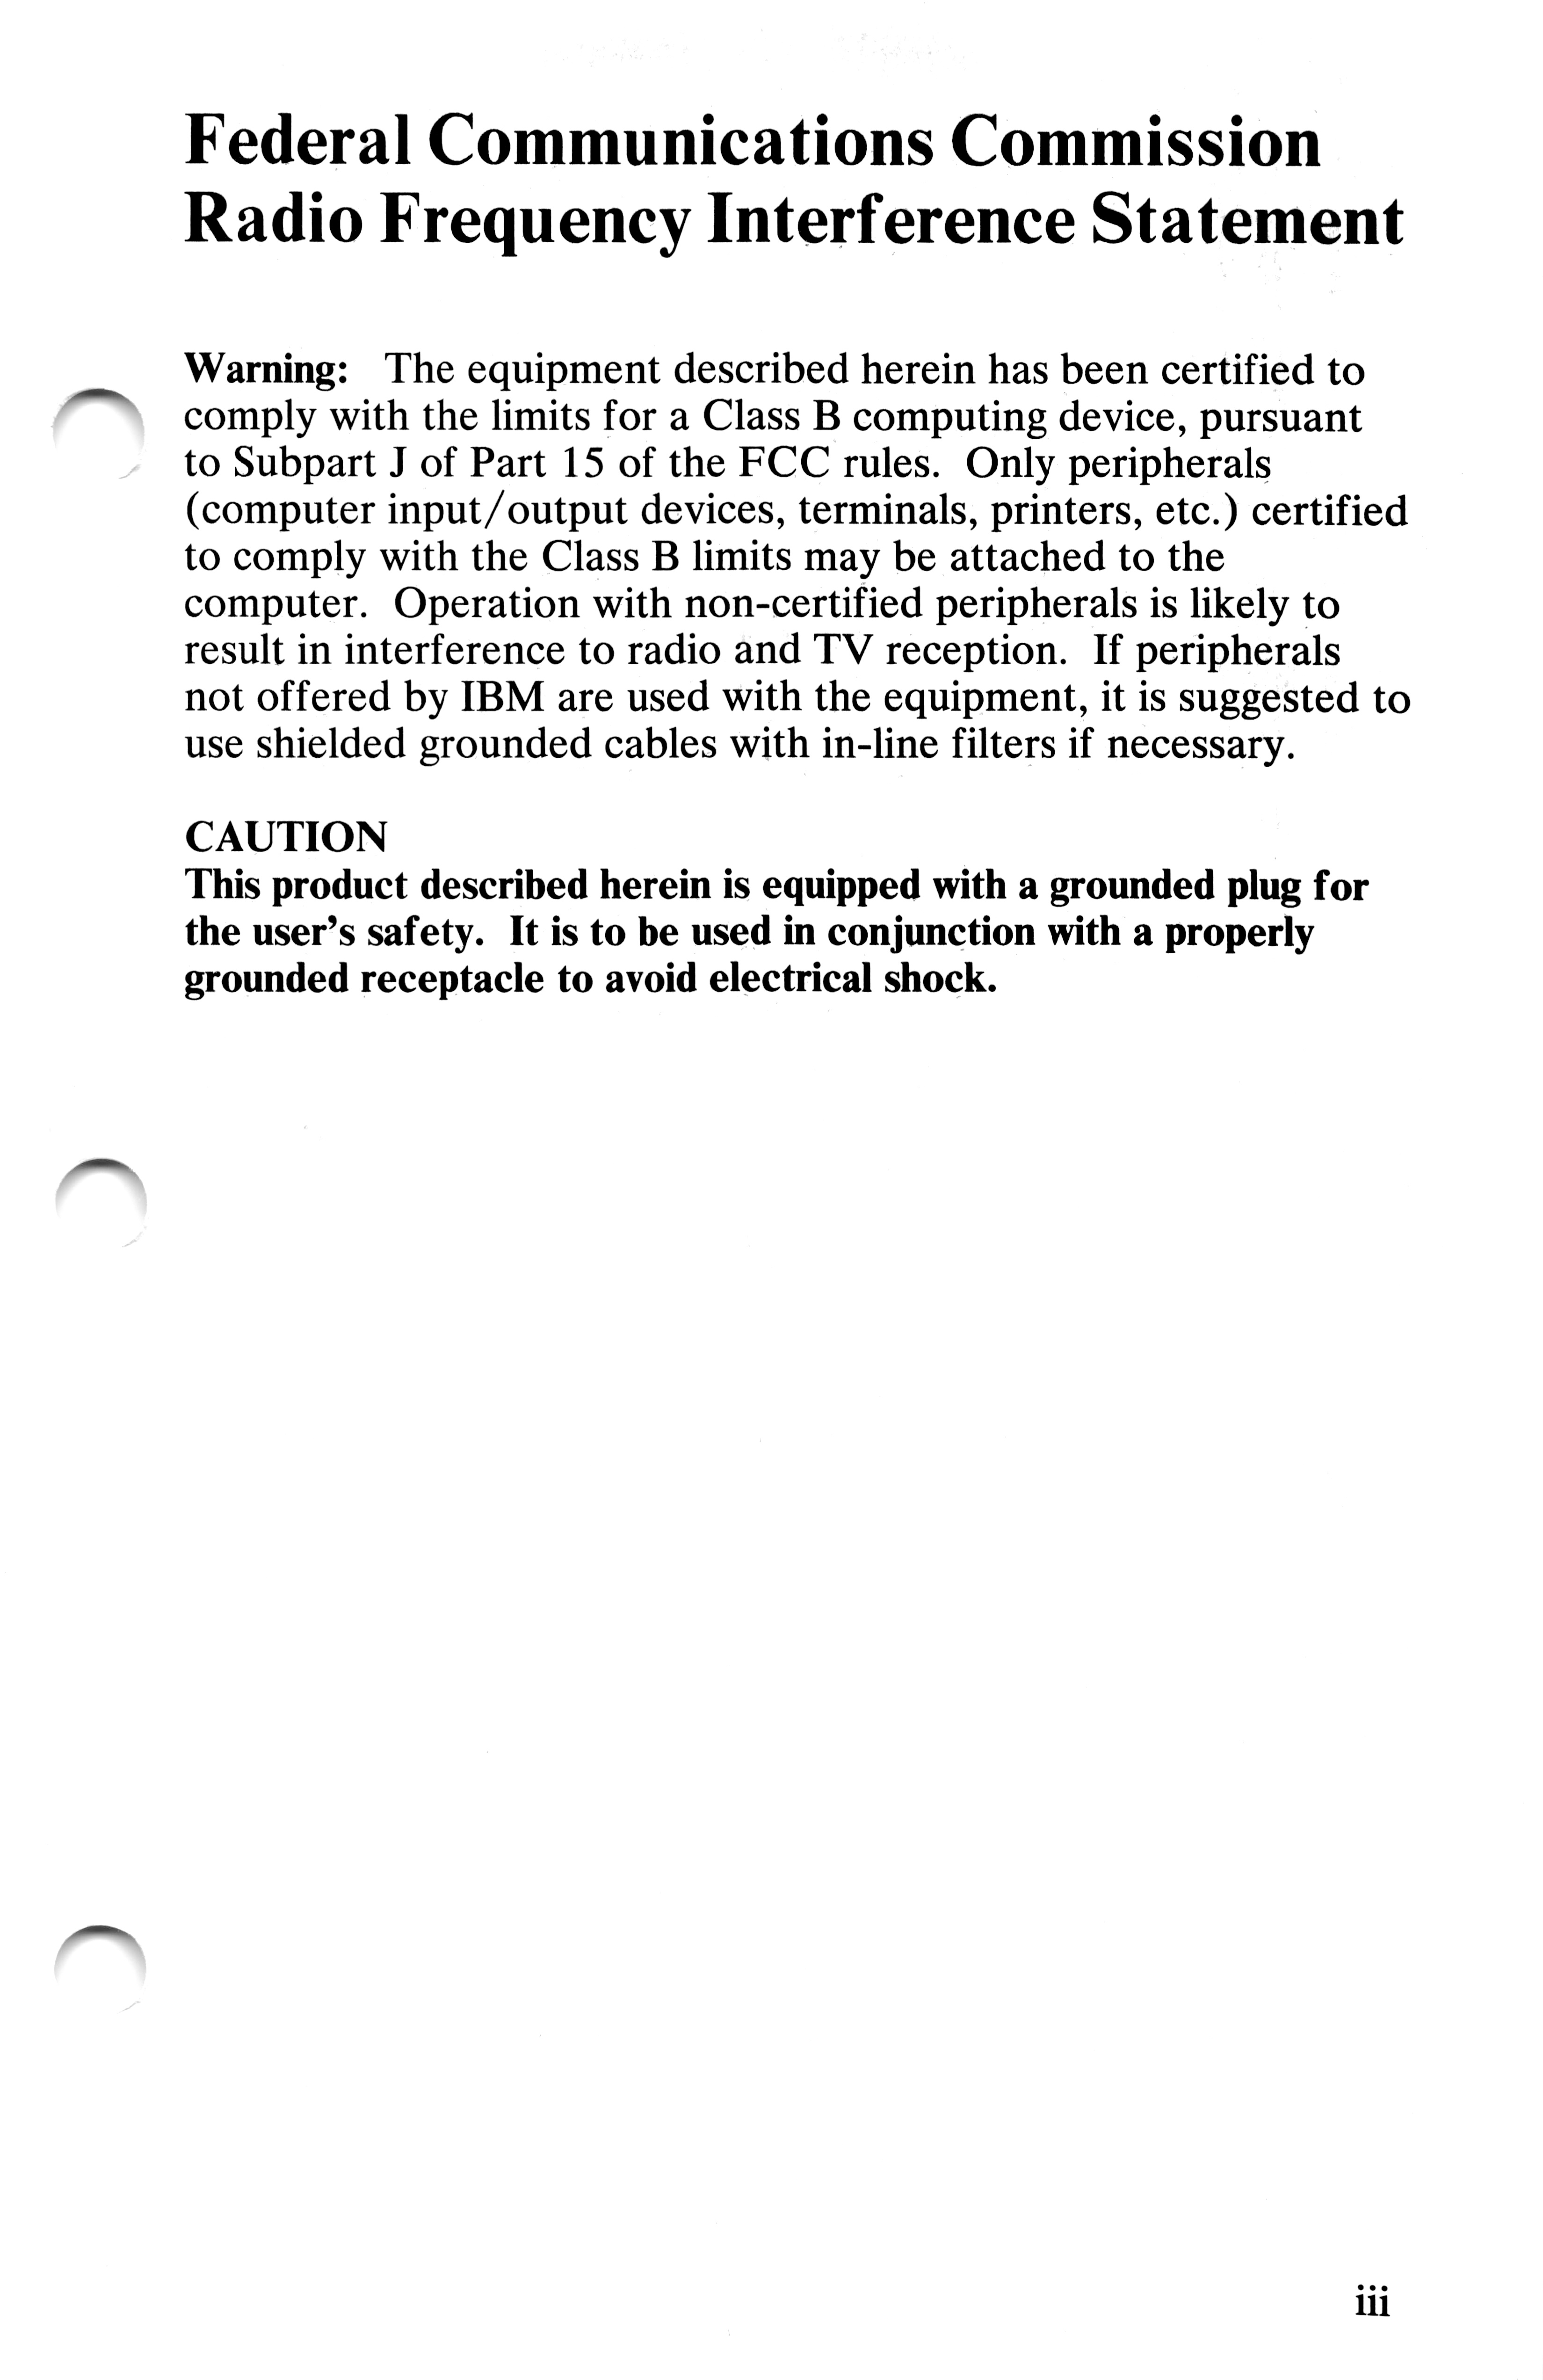 Federal Communications Commission
Radio Frequency Interference Statement
Warning: The equipment described herein has been certified to
comply with the limits for a Class B computing device, pursuant
to Subpart J of Part 15 of the FCC rules. Only peripherals
(computer input/output devices, terminals, printers, etc.) certified
to comply with the Class B limits may be attached to the
computer. Operation with non-certified peripherals is likely to
result in interference to radio and TV reception. If peripherals
not offered by IBM are used with the equipment, it is suggested to
use shielded grounded cables with in-line filters if necessary.
CAUTION
This product described herein is equipped with a grounded plug for
the user's safety. It is to be used in conjunction with a properly
grounded receptacle to avoid electrical shock.
iii